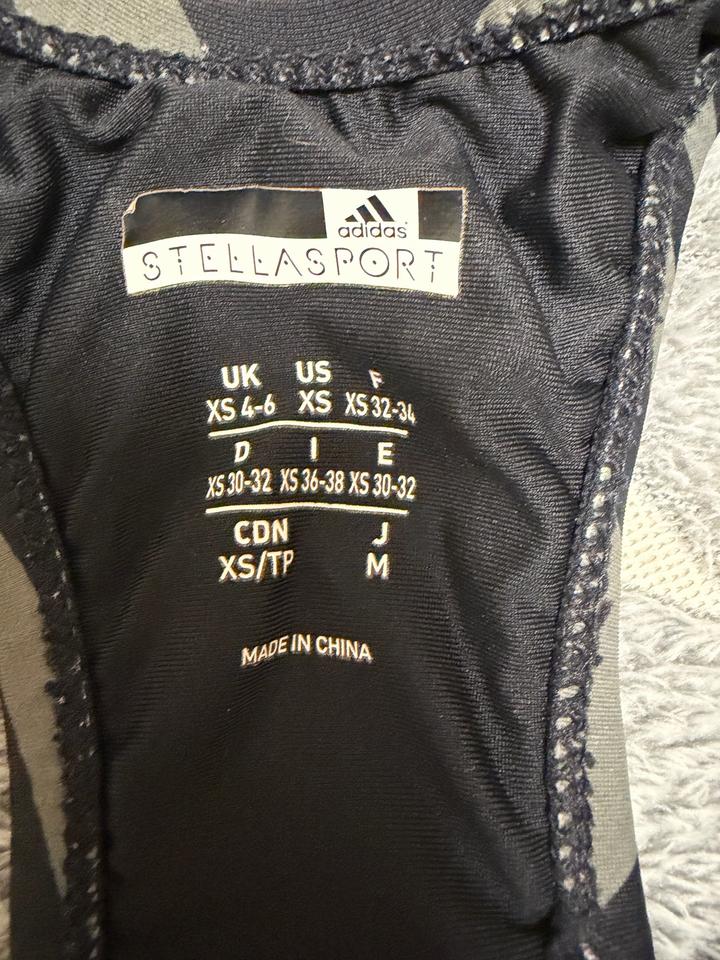 adidas
STELLASPORT
UK US F
XS 4-6 XS XS 32-34
D I E
XS 30-32 XS 36-38 XS 30-32
CDN J
XS/TP M
MADE IN CHINA